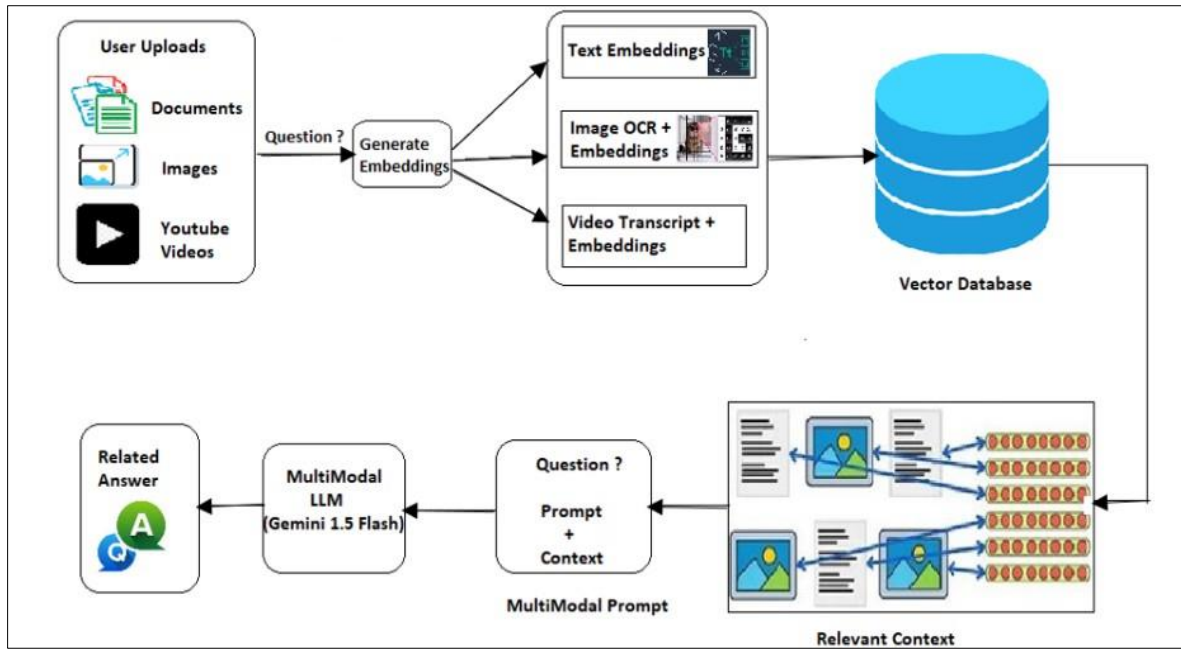 User Uploads
Documents
Images
Youtube
Videos
Question ?
Generate
Embeddings
Text Embeddings
Tt
Image OCR +
Embeddings
Video Transcript +
Embeddings
Vector Database
Related
Answer
Q
A
MultiModal
LLM
(Gemini 1.5 Flash)
Question ?
Prompt
+
Context
MultiModal Prompt
Relevant Context